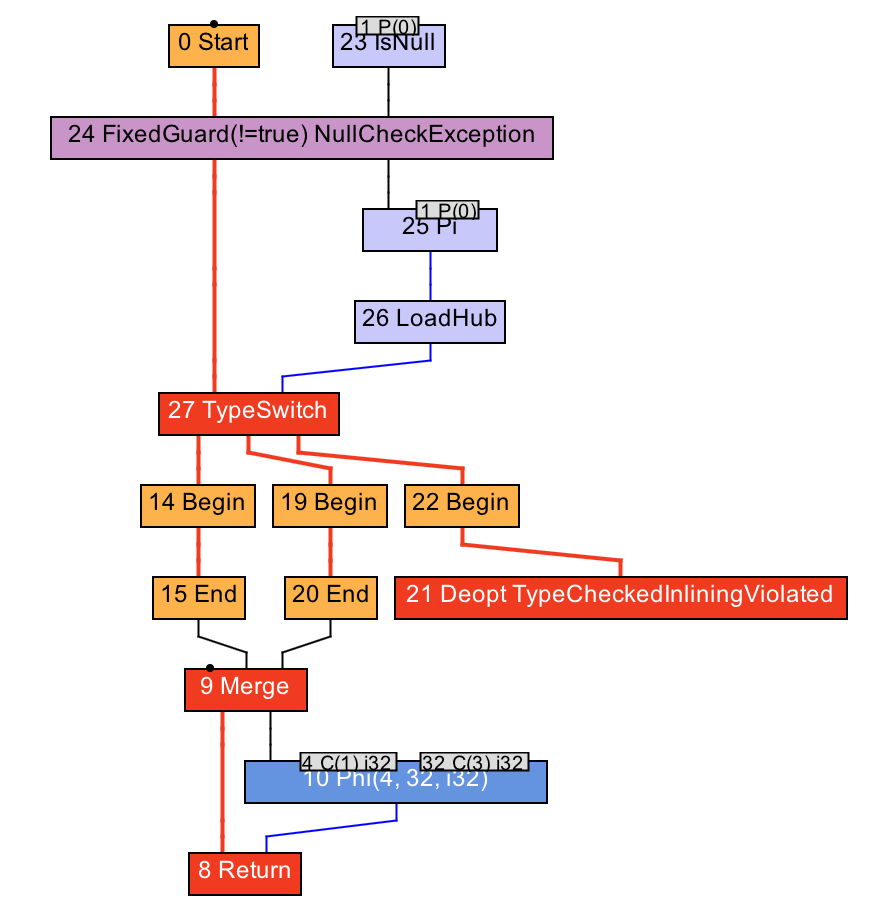 0 Start
1 P(0)
23 IsNull
24 FixedGuard(!=true) NullCheckException
1 P(0)
25 Pi
26 LoadHub
27 TypeSwitch
14 Begin
19 Begin
22 Begin
15 End
20 End
21 Deopt TypeCheckedInliningViolated
9 Merge
4 C(1) i32
32 C(3) i32
10 Phi(4, 32, i32)
8 Return